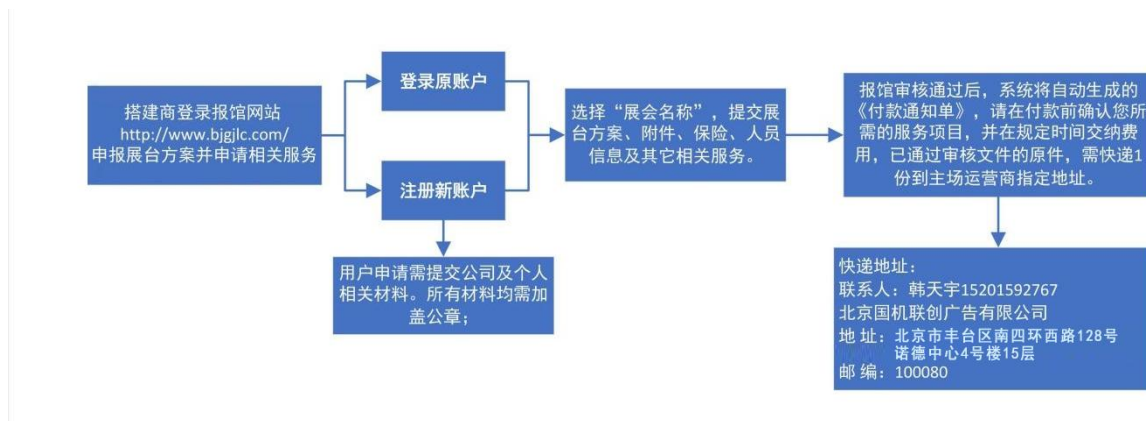 搭建商登录报馆网站
http://www.bjgjlc.com/
申报展台方案并申请相关服务
登录原账户
注册新账户
用户申请需提交公司及个人
相关材料。所有材料均需加
盖公章；
选择“展会名称”，提交展
台方案、附件、保险、人员
信息及其它相关服务。
报馆审核通过后，系统将自动生成的
《付款通知单》，请在付款前确认您所
需的服务项目，并在规定时间交纳费
用，已通过审核文件的原件，需快递1
份到主场运营商指定地址。
快递地址：
联系人：韩天宇15201592767
北京国机联创广告有限公司
地 址：北京市丰台区南四环西路128号
诺德中心4号楼15层
邮 编：100080